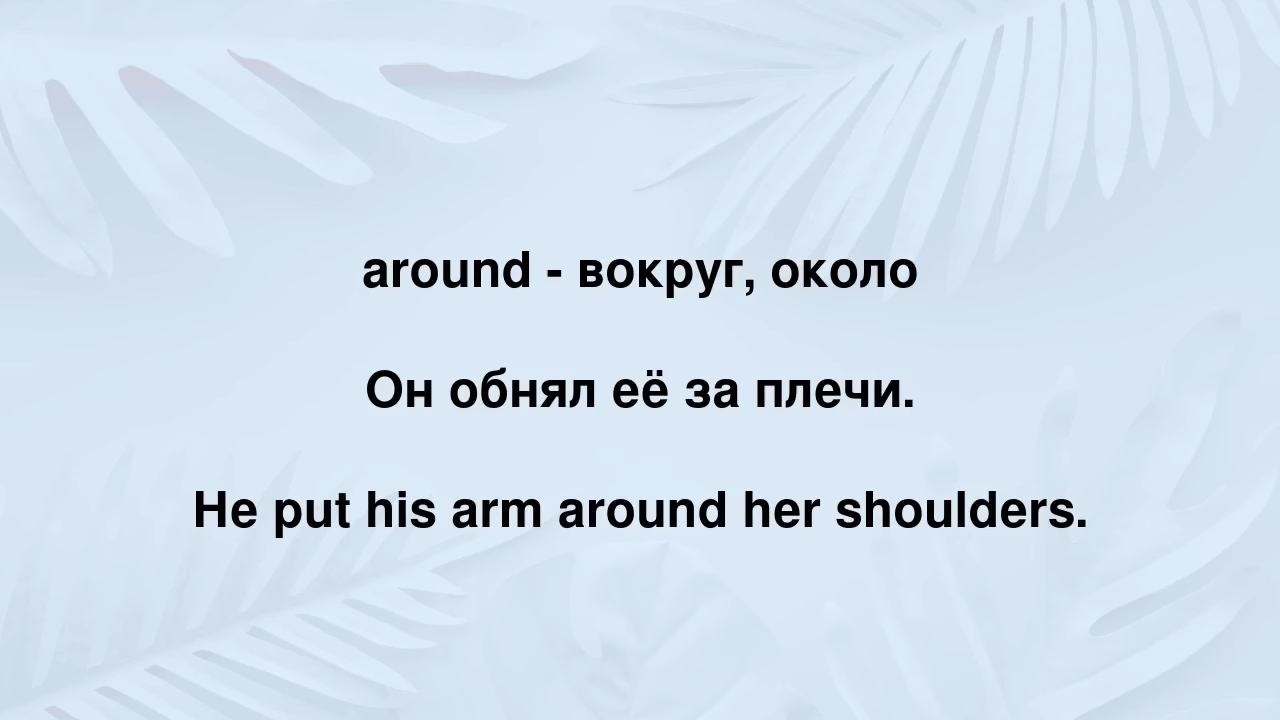 around - вокруг, около
Он обнял её за плечи.
He put his arm around her shoulders.